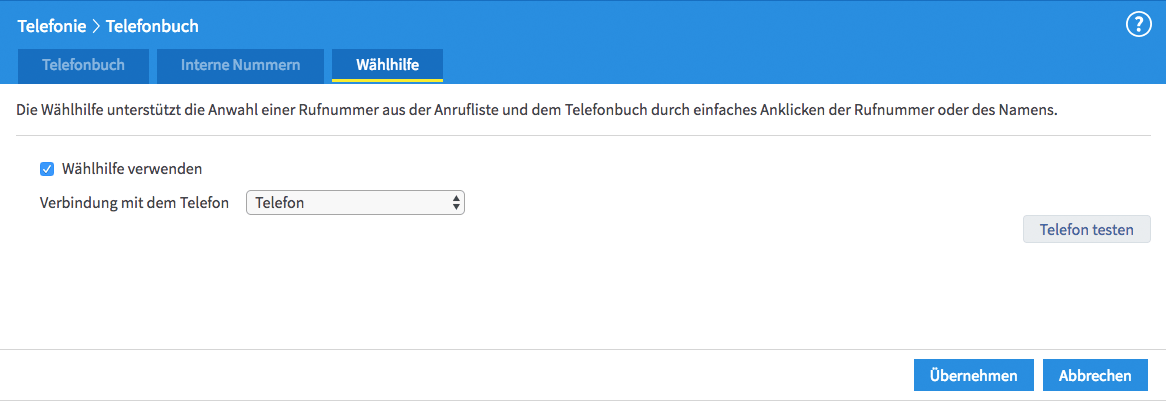 Telefonie > Telefonbuch
?
Telefonbuch Interne Nummern Wählhilfe
Die Wählhilfe unterstützt die Anwahl einer Rufnummer aus der Anrufliste und dem Telefonbuch durch einfaches Anklicken der Rufnummer oder des Namens.
Wählhilfe verwenden
Verbindung mit dem Telefon Telefon
Telefon testen
Übernehmen Abbrechen